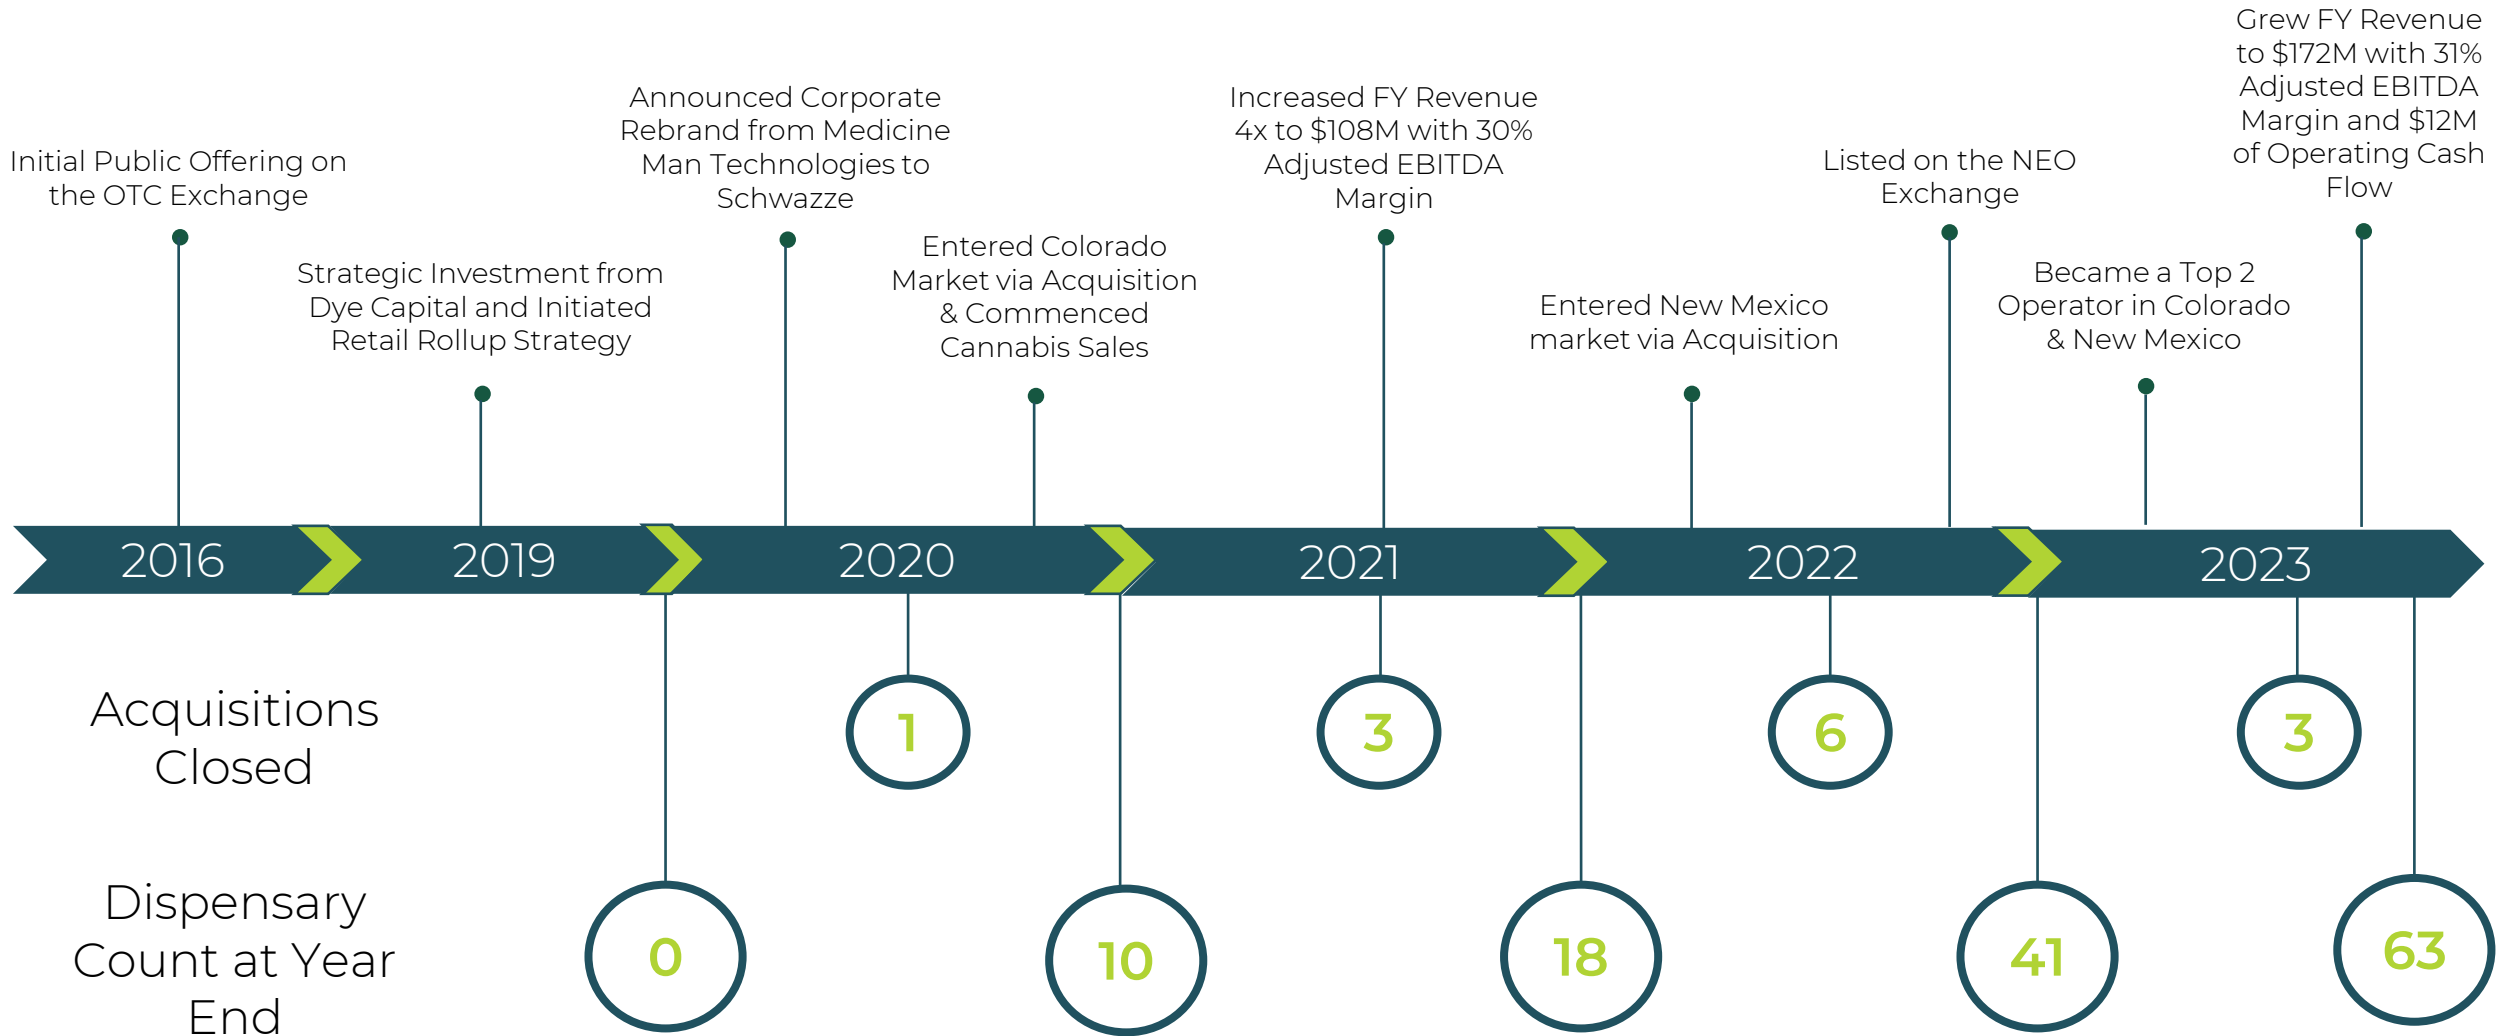 Initial Public Offering on
the OTC Exchange
Strategic Investment from
Dye Capital and Initiated
Retail Rollup Strategy
Announced Corporate
Rebrand from Medicine
Man Technologies to
Schwazze
Entered Colorado
Market via Acquisition
& Commenced
Cannabis Sales
Increased FY Revenue
4x to $108M with 30%
Adjusted EBITDA
Margin
Entered New Mexico
market via Acquisition
Listed on the NEO
Exchange
Became a Top 2
Operator in Colorado
& New Mexico
Grew FY Revenue
to $172M with 31%
Adjusted EBITDA
Margin and $12M
of Operating Cash
Flow
2016
2019
2020
2021
2022
2023
Acquisitions
Closed
1
3
6
3
Dispensary
Count at Year
End
0
10
18
41
63